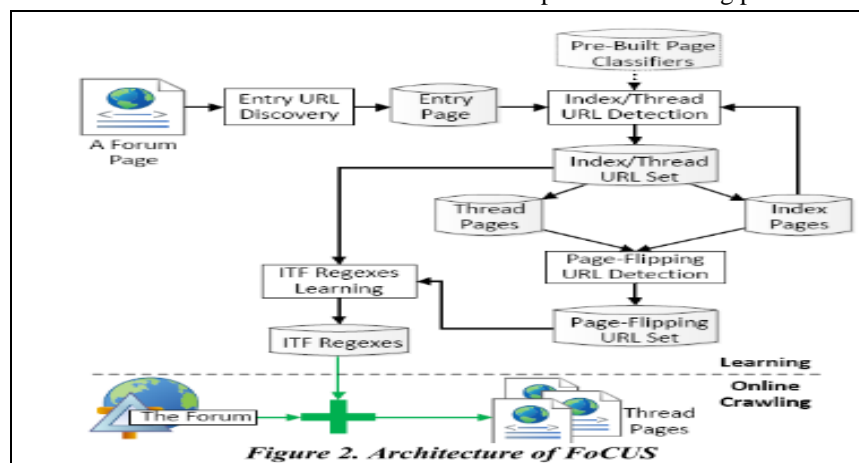 Pre-Built Page
Classifiers
Entry URL
Discovery
Entry
Page
Index/Thread
URL Detection
A Forum
Page
Index/Thread
URL Set
Thread
Pages
Index
Pages
ITF Regexes
Learning
Page-Flipping
URL Detection
ITF Regexes
Page-Flipping
URL Set
Learning
Online
Crawling
The Forum
Thread
Pages
Figure 2. Architecture of FoCUS